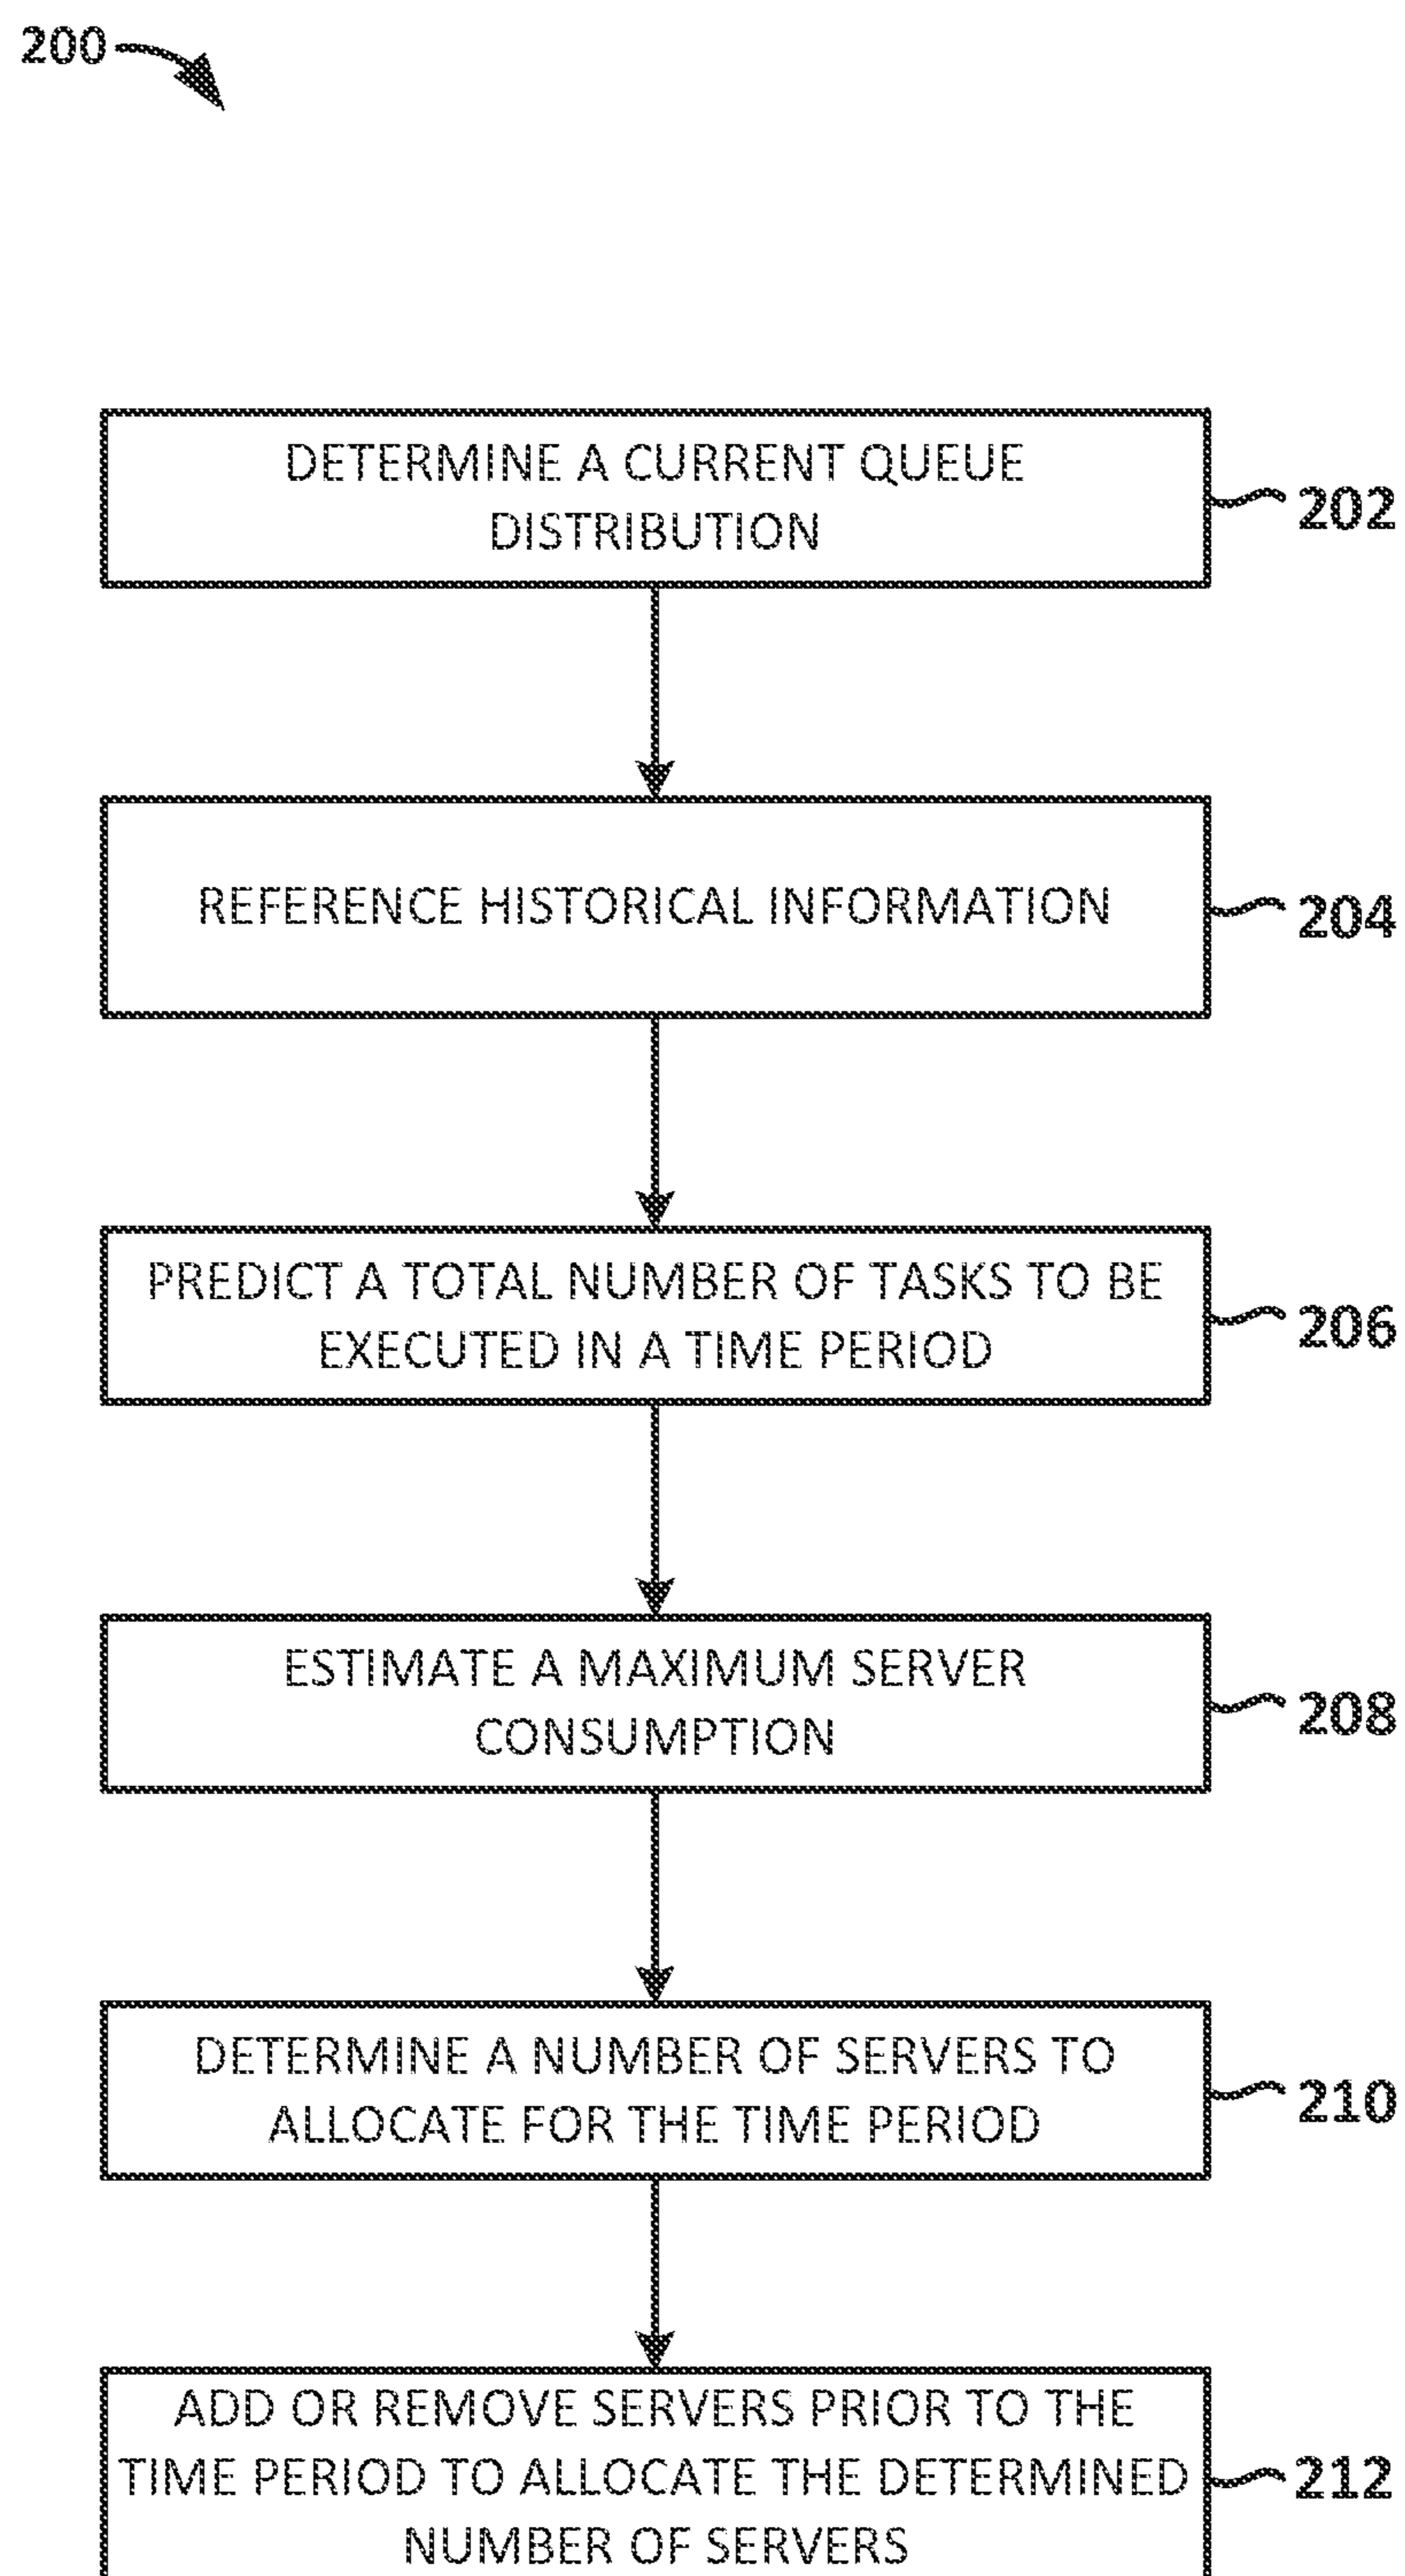 200
DETERMINE A CURRENT QUEUE
DISTRIBUTION
202
REFERENCE HISTORICAL INFORMATION
204
PREDICT A TOTAL NUMBER OF TASKS TO BE
EXECUTED IN A TIME PERIOD
206
ESTIMATE A MAXIMUM SERVER
CONSUMPTION
208
DETERMINE A NUMBER OF SERVERS TO
ALLOCATE FOR THE TIME PERIOD
210
ADD OR REMOVE SERVERS PRIOR TO THE
TIME PERIOD TO ALLOCATE THE DETERMINED
NUMBER OF SERVERS
212